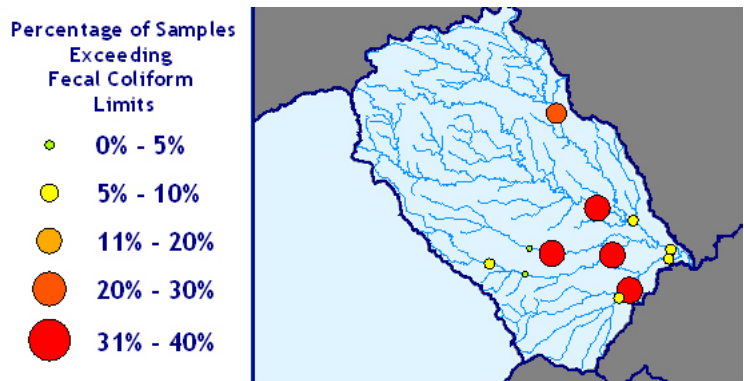 Percentage of Samples
Exceeding
Fecal Coliform
Limits
0% - 5%
5% - 10%
11% - 20%
20% - 30%
31% - 40%